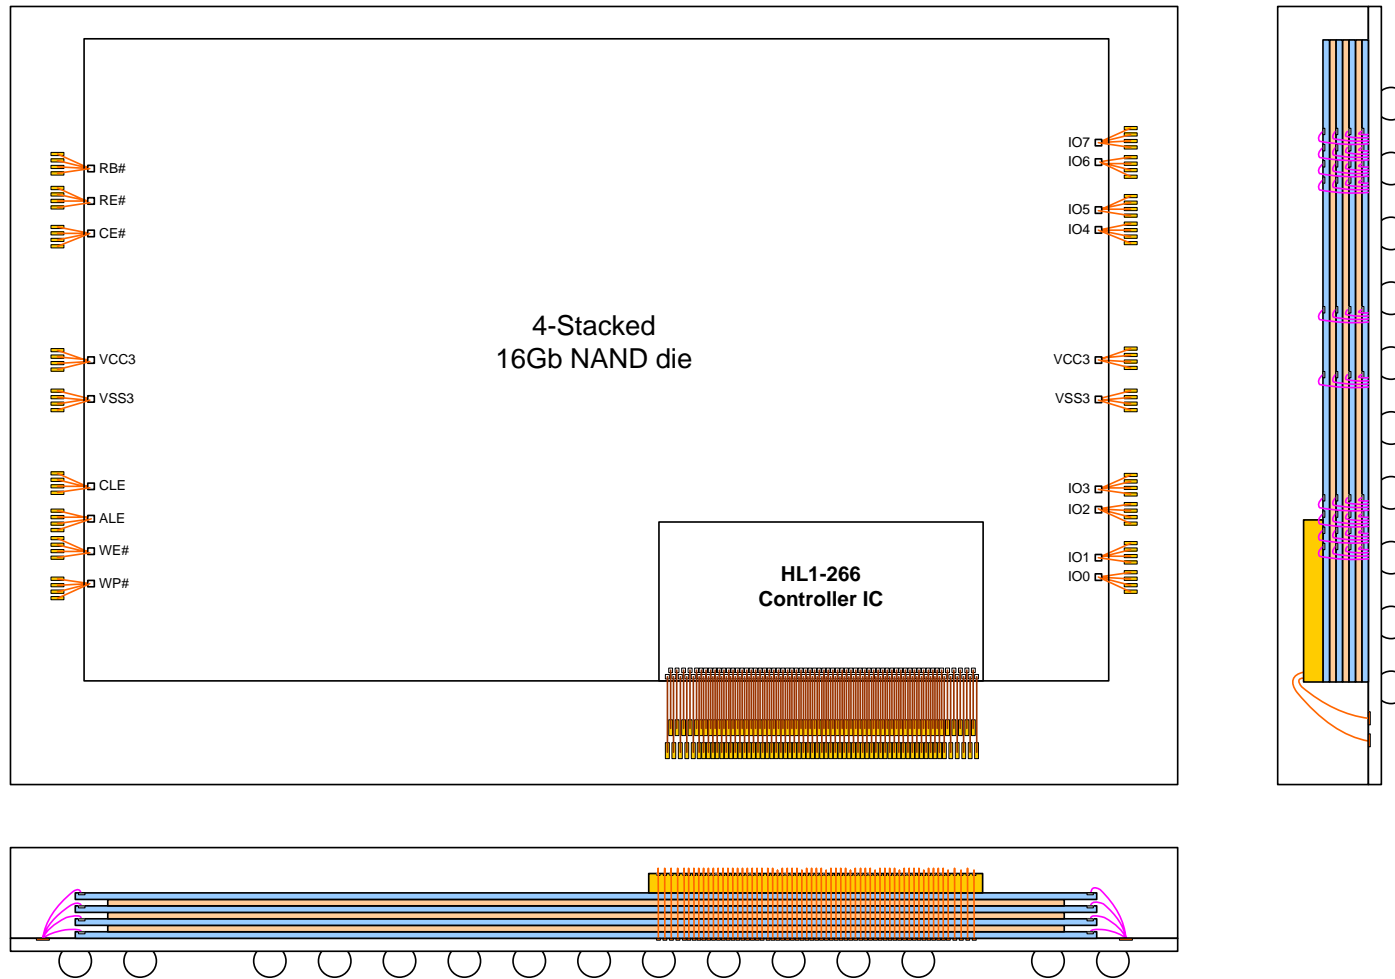 RB#
RE#
CE#
VCC3
VSS3
CLE
ALE
WE#
WP#
4-Stacked
16Gb NAND die
IO7
IO6
IO5
IO4
VCC3
VSS3
IO3
IO2
IO1
IO0
HL1-266
Controller IC